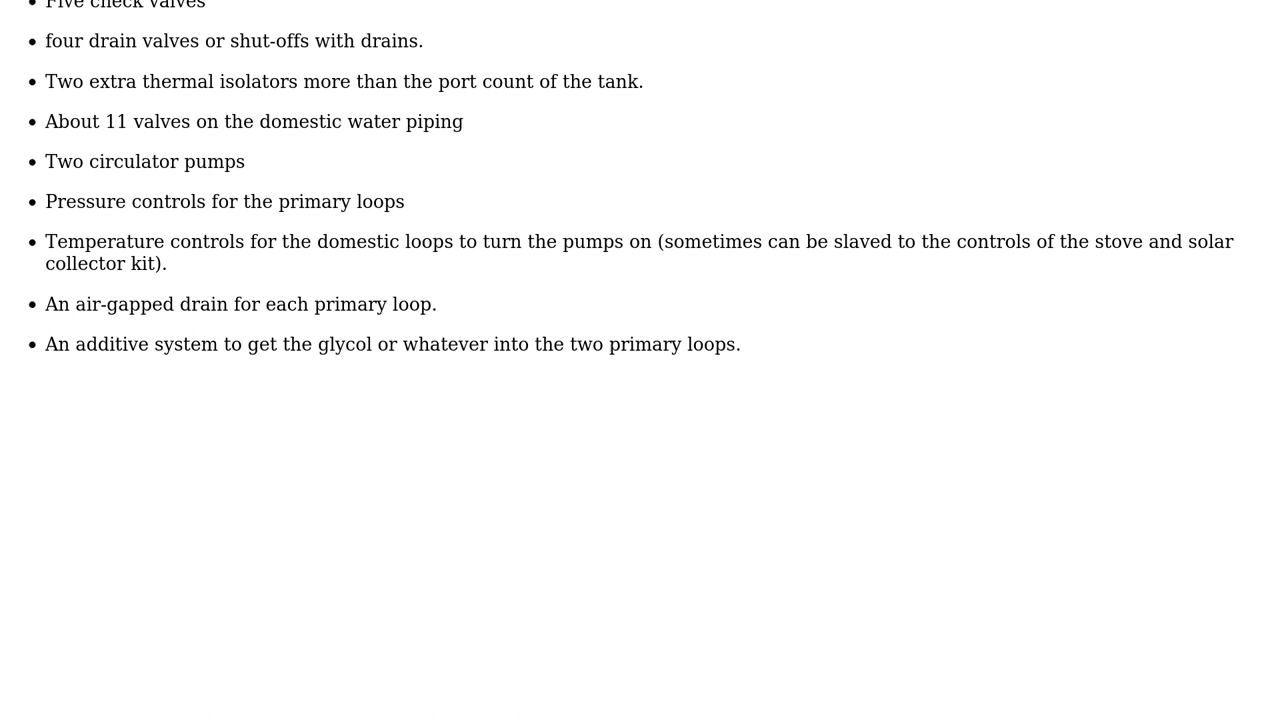 • Five check valves
• four drain valves or shut-offs with drains.
• Two extra thermal isolators more than the port count of the tank.
• About 11 valves on the domestic water piping
• Two circulator pumps
• Pressure controls for the primary loops
• Temperature controls for the domestic loops to turn the pumps on (sometimes can be slaved to the controls of the stove and solar
collector kit).
• An air-gapped drain for each primary loop.
• An additive system to get the glycol or whatever into the two primary loops.